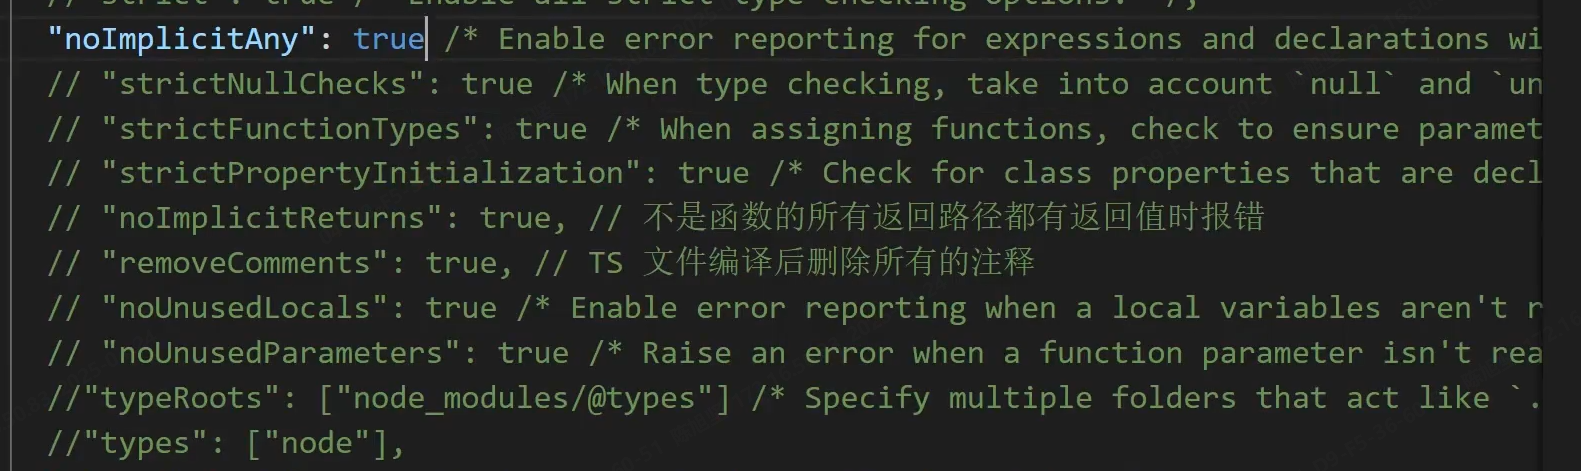 // "strict": true /* Enable all strict type checking options. */,
"noImplicitAny": true /* Enable error reporting for expressions and declarations wi
// "strictNullChecks": true /* When type checking, take into account `null` and `un
// "strictFunctionTypes": true /* When assigning functions, check to ensure paramet
// "strictPropertyInitialization": true /* Check for class properties that are decl
// "noImplicitReturns": true, // 不是函数的所有返回路径都有返回值时报错
// "removeComments": true, // TS 文件编译后删除所有的注释
// "noUnusedLocals": true /* Enable error reporting when a local variables aren't r
// "noUnusedParameters": true /* Raise an error when a function parameter isn't rea
//"typeRoots": ["node_modules/@types"] /* Specify multiple folders that act like `.
//"types": ["node"],